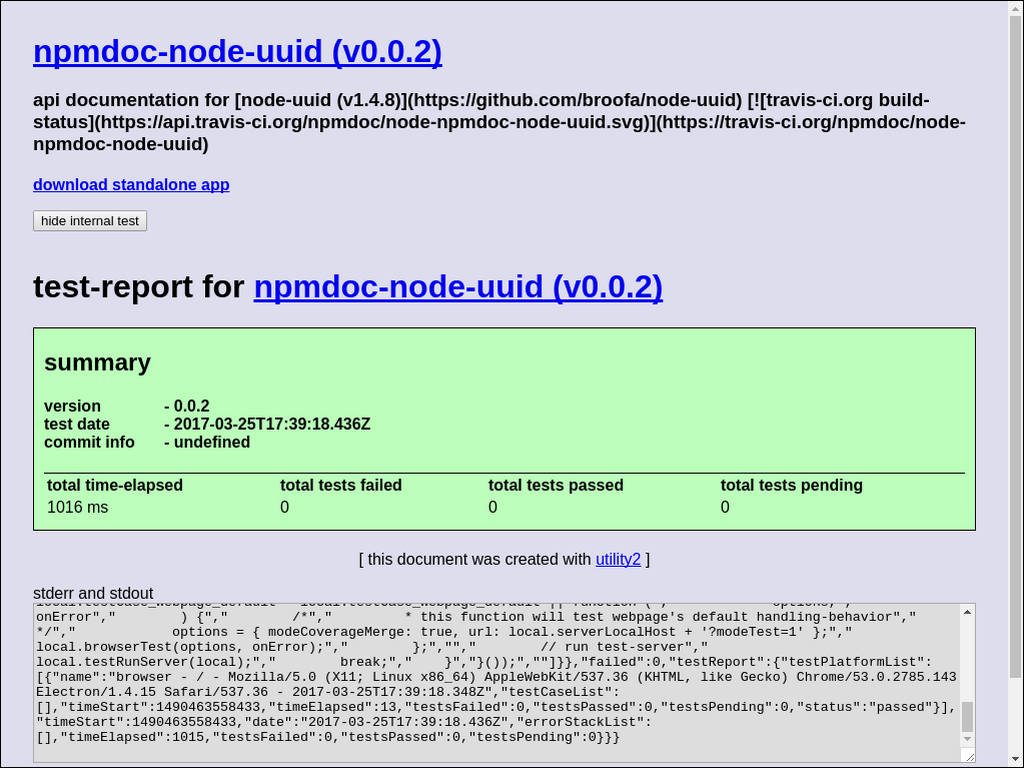 npmdoc-node-uuid (v0.0.2)
api documentation for [node-uuid (v1.4.8)](https://github.com/broofa/node-uuid) [![travis-ci.org build-
status](https://api.travis-ci.org/npmdoc/node-npmdoc-node-uuid.svg)](https://travis-ci.org/npmdoc/node-
npmdoc-node-uuid)
download standalone app
hide internal test
test-report for npmdoc-node-uuid (v0.0.2)
summary
version - 0.0.2
test date - 2017-03-25T17:39:18.436Z
commit info - undefined
total time-elapsed total tests failed total tests passed total tests pending
1016 ms 0 0 0
[ this document was created with utility2 ]
stderr and stdout
local.testCase_webpage_default local.testCase_webpage_default || function (","              options,","
onError","        ) {","        /*","         * this function will test webpage's default handling-behavior","
*/","            options = { modeCoverageMerge: true, url: local.serverLocalHost + '?modeTest=1' };","
local.browserTest(options, onError);","        };","","        // run test-server","
local.testRunServer(local);","        break;","    }","}());",""]}},"failed":0,"testReport":{"testPlatformList":
[{"name":"browser - / - Mozilla/5.0 (X11; Linux x86_64) AppleWebKit/537.36 (KHTML, like Gecko) Chrome/53.0.2785.143
Electron/1.4.15 Safari/537.36 - 2017-03-25T17:39:18.348Z","testCaseList":
[],"timeStart":1490463558433,"timeElapsed":13,"testsFailed":0,"testsPassed":0,"testsPending":0,"status":"passed"}],
"timeStart":1490463558433,"date":"2017-03-25T17:39:18.436Z","errorStackList":
[],"timeElapsed":1015,"testsFailed":0,"testsPassed":0,"testsPending":0}}}